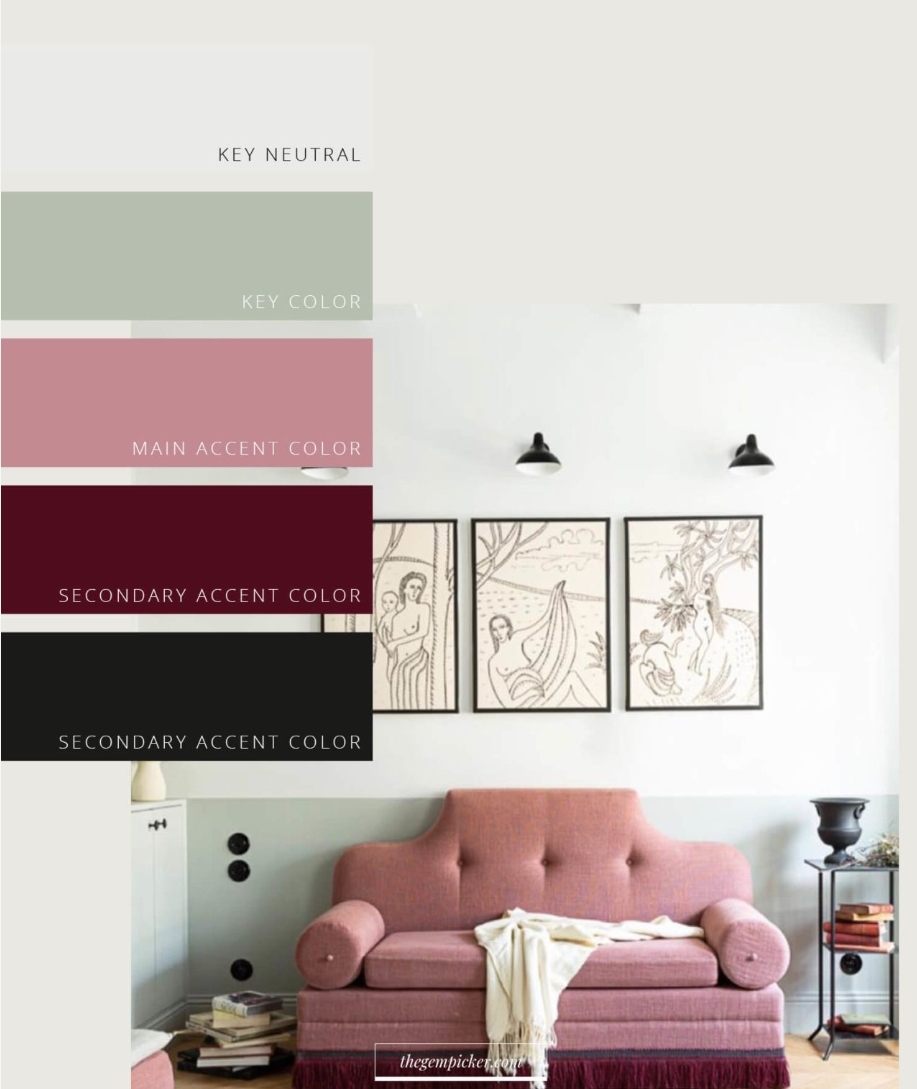 KEY NEUTRAL
KEY COLOR
MAIN ACCENT COLOR
SECONDARY ACCENT COLOR
SECONDARY ACCENT COLOR
thegempicker.com